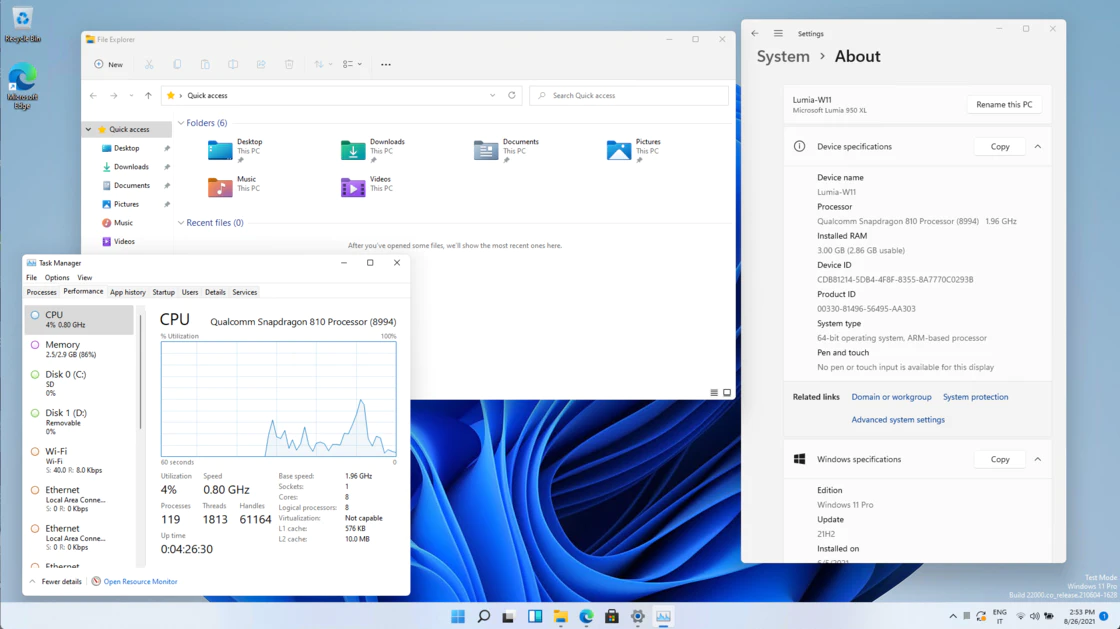 Recycle Bin
Microsoft
Edge
File Explorer
New
Quick access
Search Quick access
Quick access
Desktop
Downloads
Documents
Pictures
Music
Videos
Folders (6)
Desktop
This PC
Downloads
This PC
Documents
This PC
Pictures
This PC
Music
This PC
Videos
This PC
Recent files (0)
After you've opened some files, we'll show the most recent ones here.
Task Manager
File Options View
Processes Performance App history Startup Users Details Services
CPU
4% 0.80 GHz
Memory
2.5/2.9 GB (86%)
Disk 0 (C:)
SD
0%
Disk 1 (D:)
Removable
0%
Wi-Fi
Wi-Fi
S: 40.0 R: 8.0 Kbps
Ethernet
Local Area Conne...
S: 0 R: 0 Kbps
Ethernet
Local Area Conne...
S: 0 R: 0 Kbps
Ethernet
CPU Qualcomm Snapdragon 810 Processor (8994)
% Utilization 100%
60 seconds 0
Utilization Speed
4% 0.80 GHz
Processes Threads Handles
119 1813 61164
Up time
0:04:26:30
Base speed: 1.96 GHz
Sockets: 1
Cores: 8
Logical processors: 8
Virtualization: Not capable
L1 cache: 576 KB
L2 cache: 10.0 MB
Fewer details Open Resource Monitor
Settings
System > About
Lumia-W11
Microsoft Lumia 950 XL
Rename this PC
Device specifications
Copy
Device name
Lumia-W11
Processor
Qualcomm Snapdragon 810 Processor (8994) 1.96 GHz
Installed RAM
3.00 GB (2.86 GB usable)
Device ID
CDB81214-5DB4-4F8F-8355-8A7770C0293B
Product ID
00330-81496-56495-AA303
System type
64-bit operating system, ARM-based processor
Pen and touch
No pen or touch input is available for this display
Related links Domain or workgroup System protection
Advanced system settings
Windows specifications
Copy
Edition
Windows 11 Pro
Update
21H2
Installed on
Test Mode
Windows 11 Pro
Build 22000.co_release.210604-1628
ENG
IT
2:53 PM
8/26/2021
1